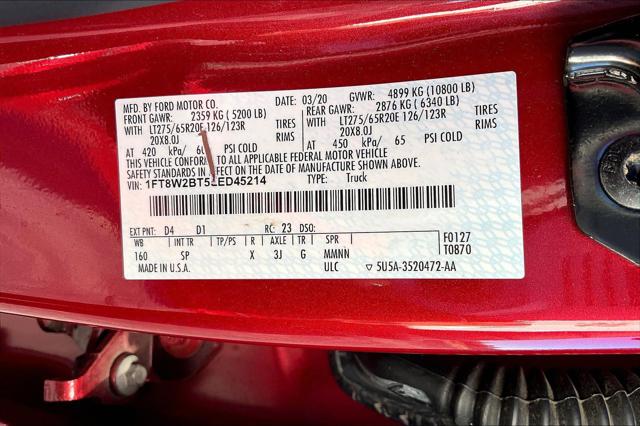 MFD. BY FORD MOTOR CO.
03/20 GVWR: 4899 KG (10800 LB)
FRONT GAWR: 2359 KG (5200 LB) REAR GAWR: 2876 KG (6340 LB)
WITH LT275/65R20E 126/123R TIRES WITH LT275/65R20E 126/123R TIRES
20X8.0J RIMS 20X8.0J RIMS
AT 420 kPa/ PSI COLD AT 450 kPa/ 65 PSI COLD
THIS VEHICLE CONFORMS TO ALL APPLICABLE FEDERAL MOTOR VEHICLE
SAFETY STANDARDS IN EFFECT ON THE DATE OF MANUFACTURE SHOWN ABOVE.
VIN: TYPE: Truck
EXT PNT: D4 D1 RC: 23 DSO:
WB INT TR TP/PS R AXLE TR SPR F0127
160 SP X 3J G MMNN T0870
MADE IN U.S.A. ULC ▽ 5U5A-3520472-AA